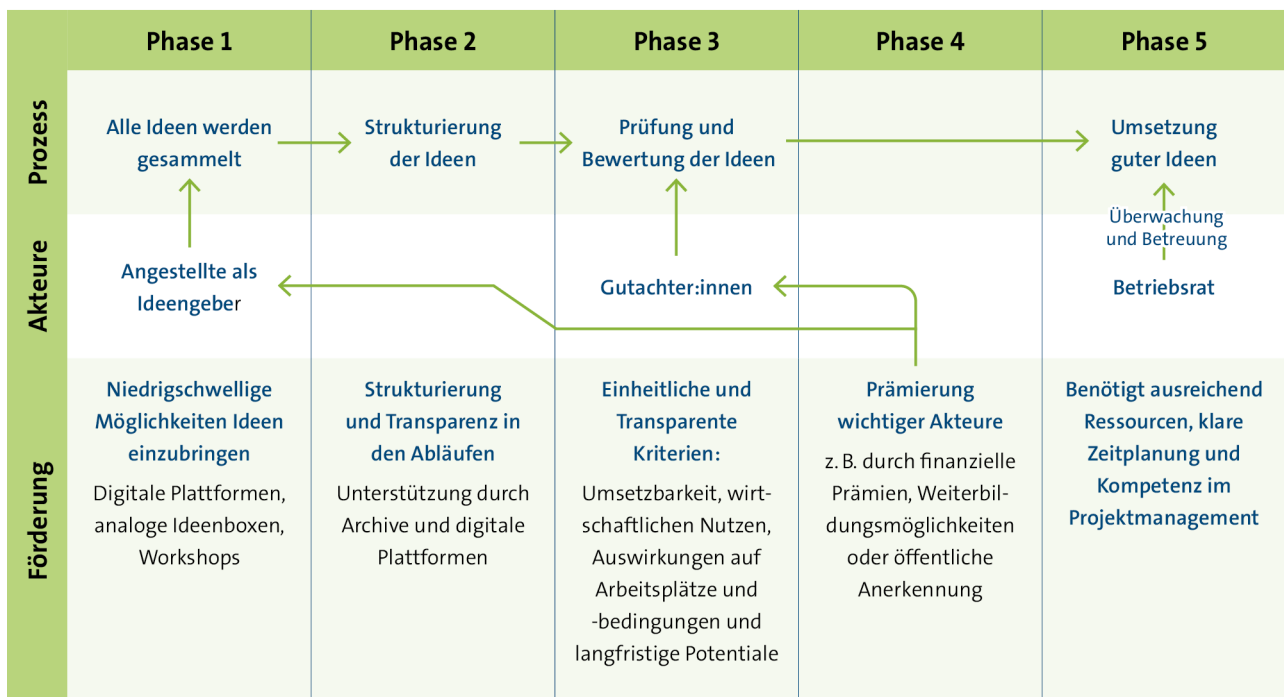 Phase 1
Phase 2
Phase 3
Phase 4
Phase 5
Prozess
Alle Ideen werden
gesammelt
Strukturierung
der Ideen
Prüfung und
Bewertung der Ideen
Umsetzung
guter Ideen
Akteure
Angestellte als
Ideengeber
Gutachter:innen
Überwachung
und Betreuung
Betriebsrat
Förderung
Niedrigschwellige
Möglichkeiten Ideen
einzubringen
Digitale Plattformen,
analoge Ideenboxen,
Workshops
Strukturierung
und Transparenz in
den Abläufen
Unterstützung durch
Archive und digitale
Plattformen
Einheitliche und
Transparente
Kriterien:
Umsetzbarkeit, wirt-
schaftlichen Nutzen,
Auswirkungen auf
Arbeitsplätze und
-bedingungen und
langfristige Potentiale
Prämierung
wichtiger Akteure
z. B. durch finanzielle
Prämien, Weiterbil-
dungsmöglichkeiten
oder öffentliche
Anerkennung
Benötigt ausreichend
Ressourcen, klare
Zeitplanung und
Kompetenz im
Projektmanagement